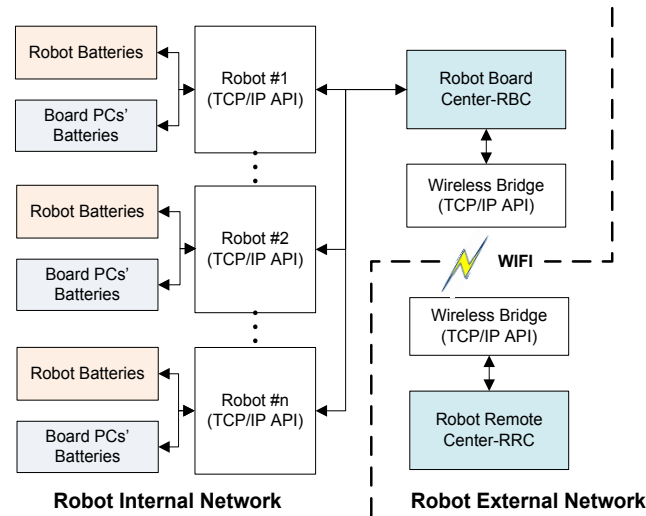 Robot Batteries
Board PCs'
Batteries
Robot #1
(TCP/IP API)
Robot Batteries
Board PCs'
Batteries
Robot #2
(TCP/IP API)
Robot Batteries
Board PCs'
Batteries
Robot #n
(TCP/IP API)
Robot Internal Network
Robot Board
Center-RBC
Wireless Bridge
(TCP/IP API)
WIFI
Wireless Bridge
(TCP/IP API)
Robot Remote
Center-RRC
Robot External Network